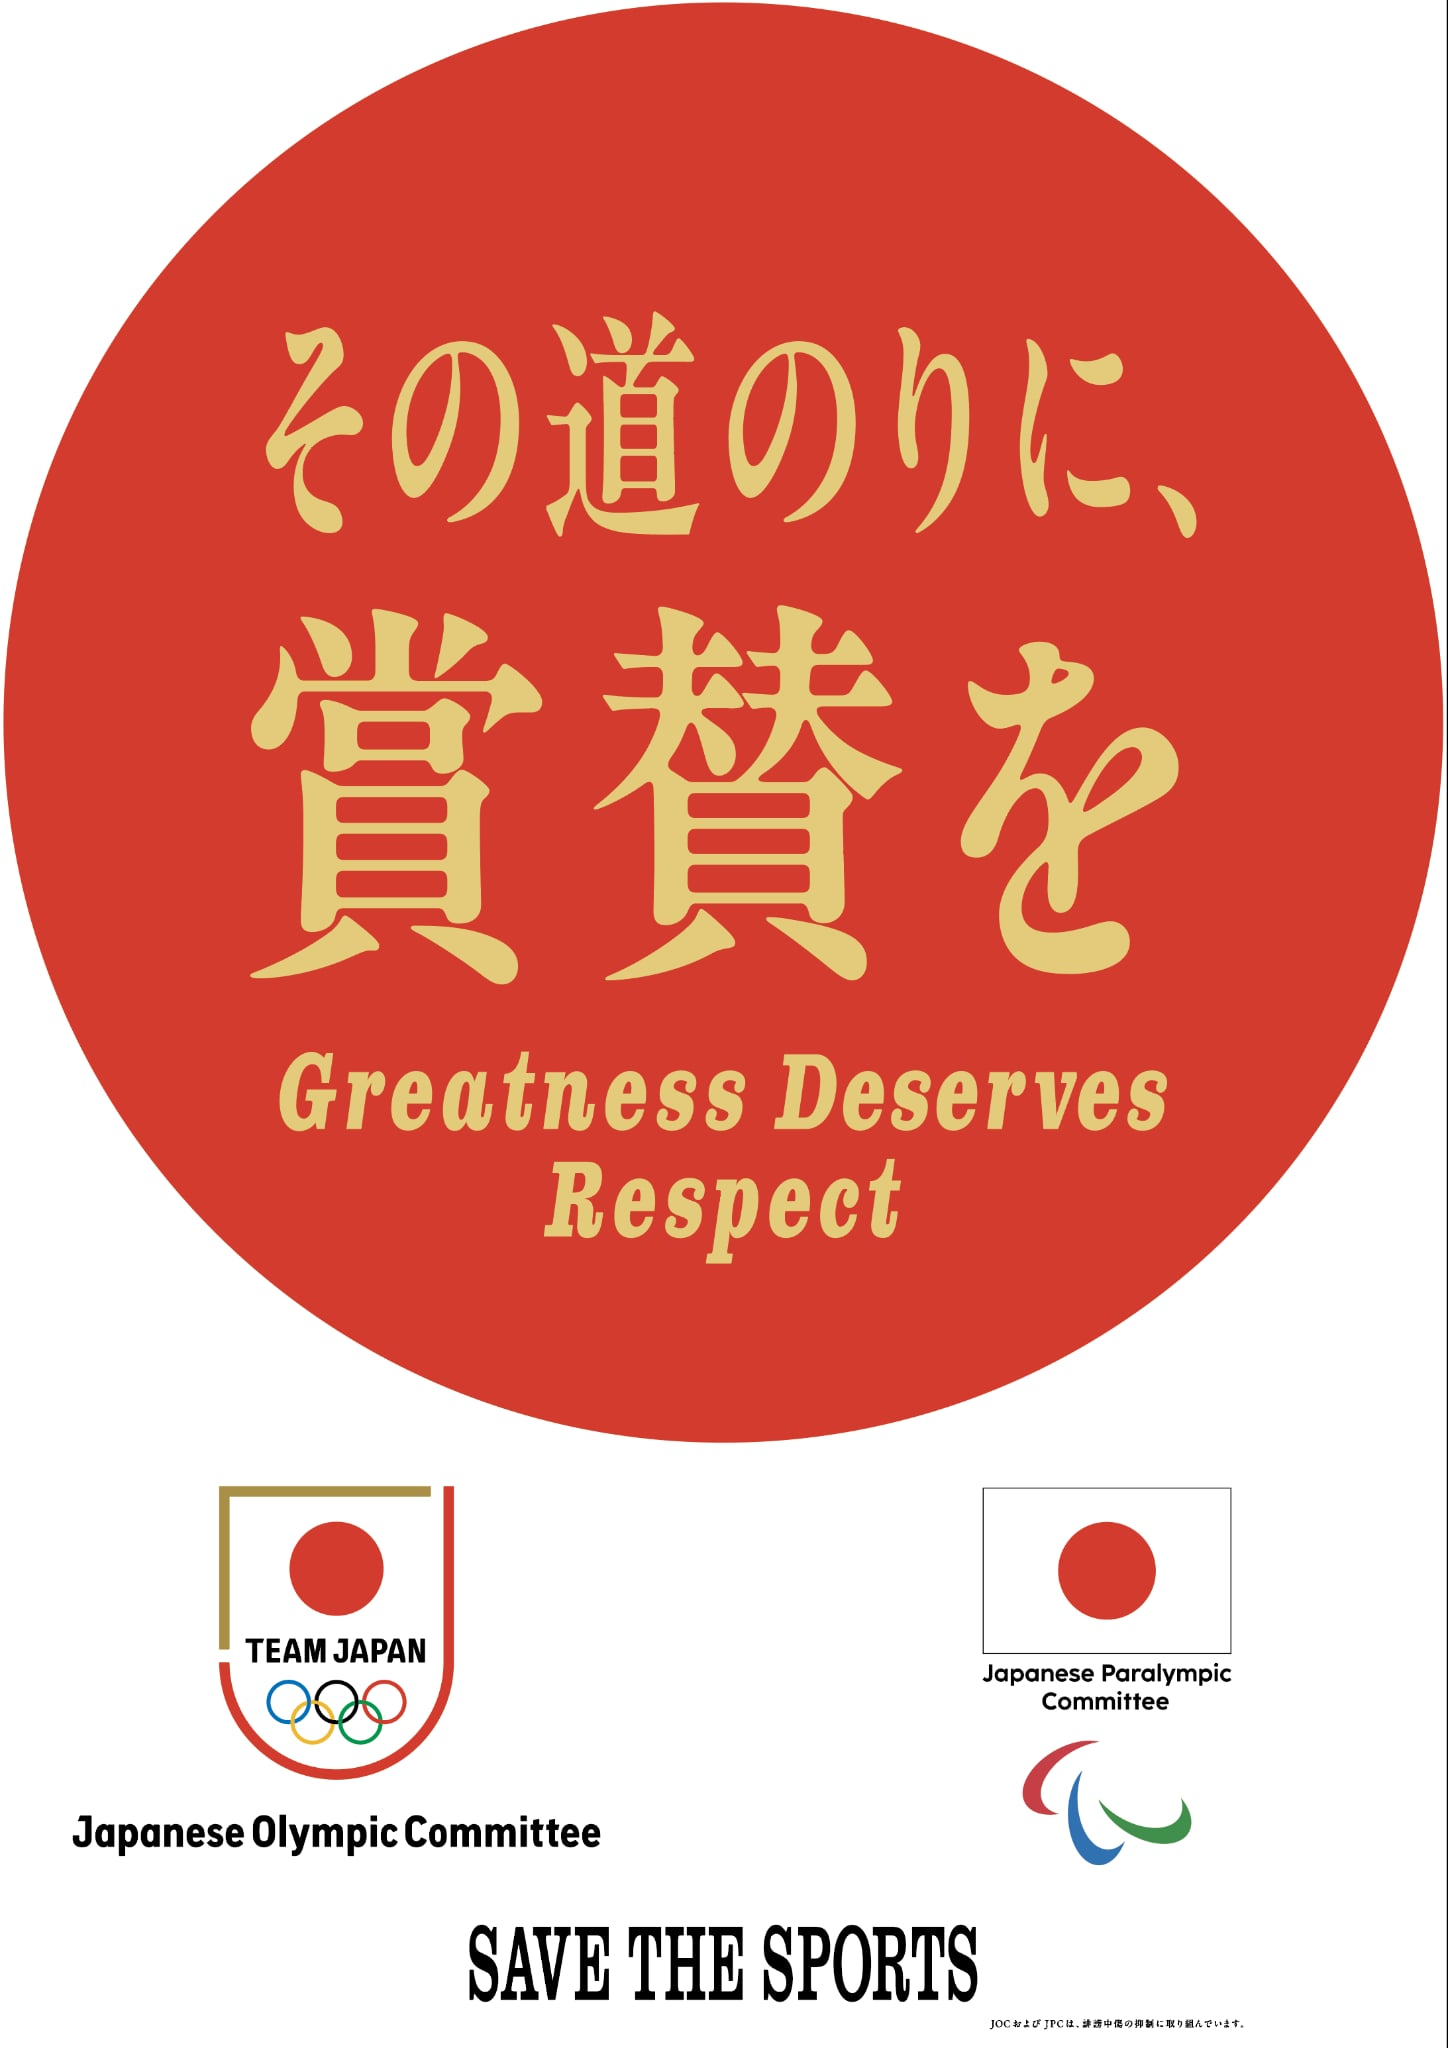 その道のりに、
賞賛を
Greatness Deserves
Respect
TEAM JAPAN
Japanese Olympic Committee
Japanese Paralympic
Committee
SAVE THE SPORTS
JOCおよびJPCは、誹謗中傷の抑制に取り組んでいます。